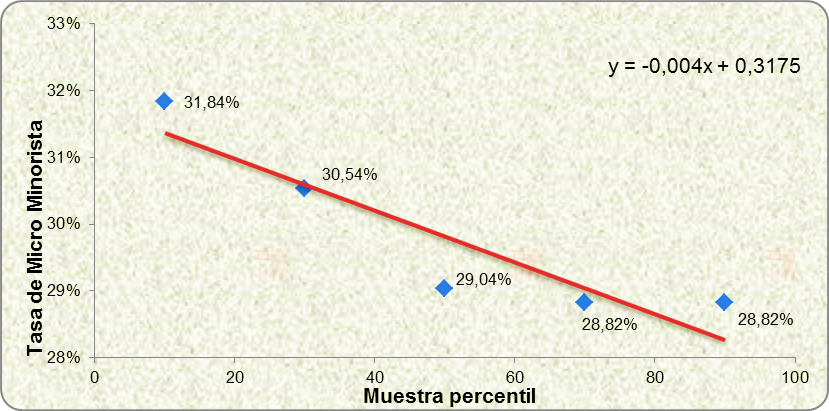 33%
y = -0,004x + 0,3175
32%
31,84%
31%
30,54%
30%
29,04%
29%
28,82%
28,82%
28%
0 20 40 60 80 100
Tasa de Micro Minorista
Muestra percentil